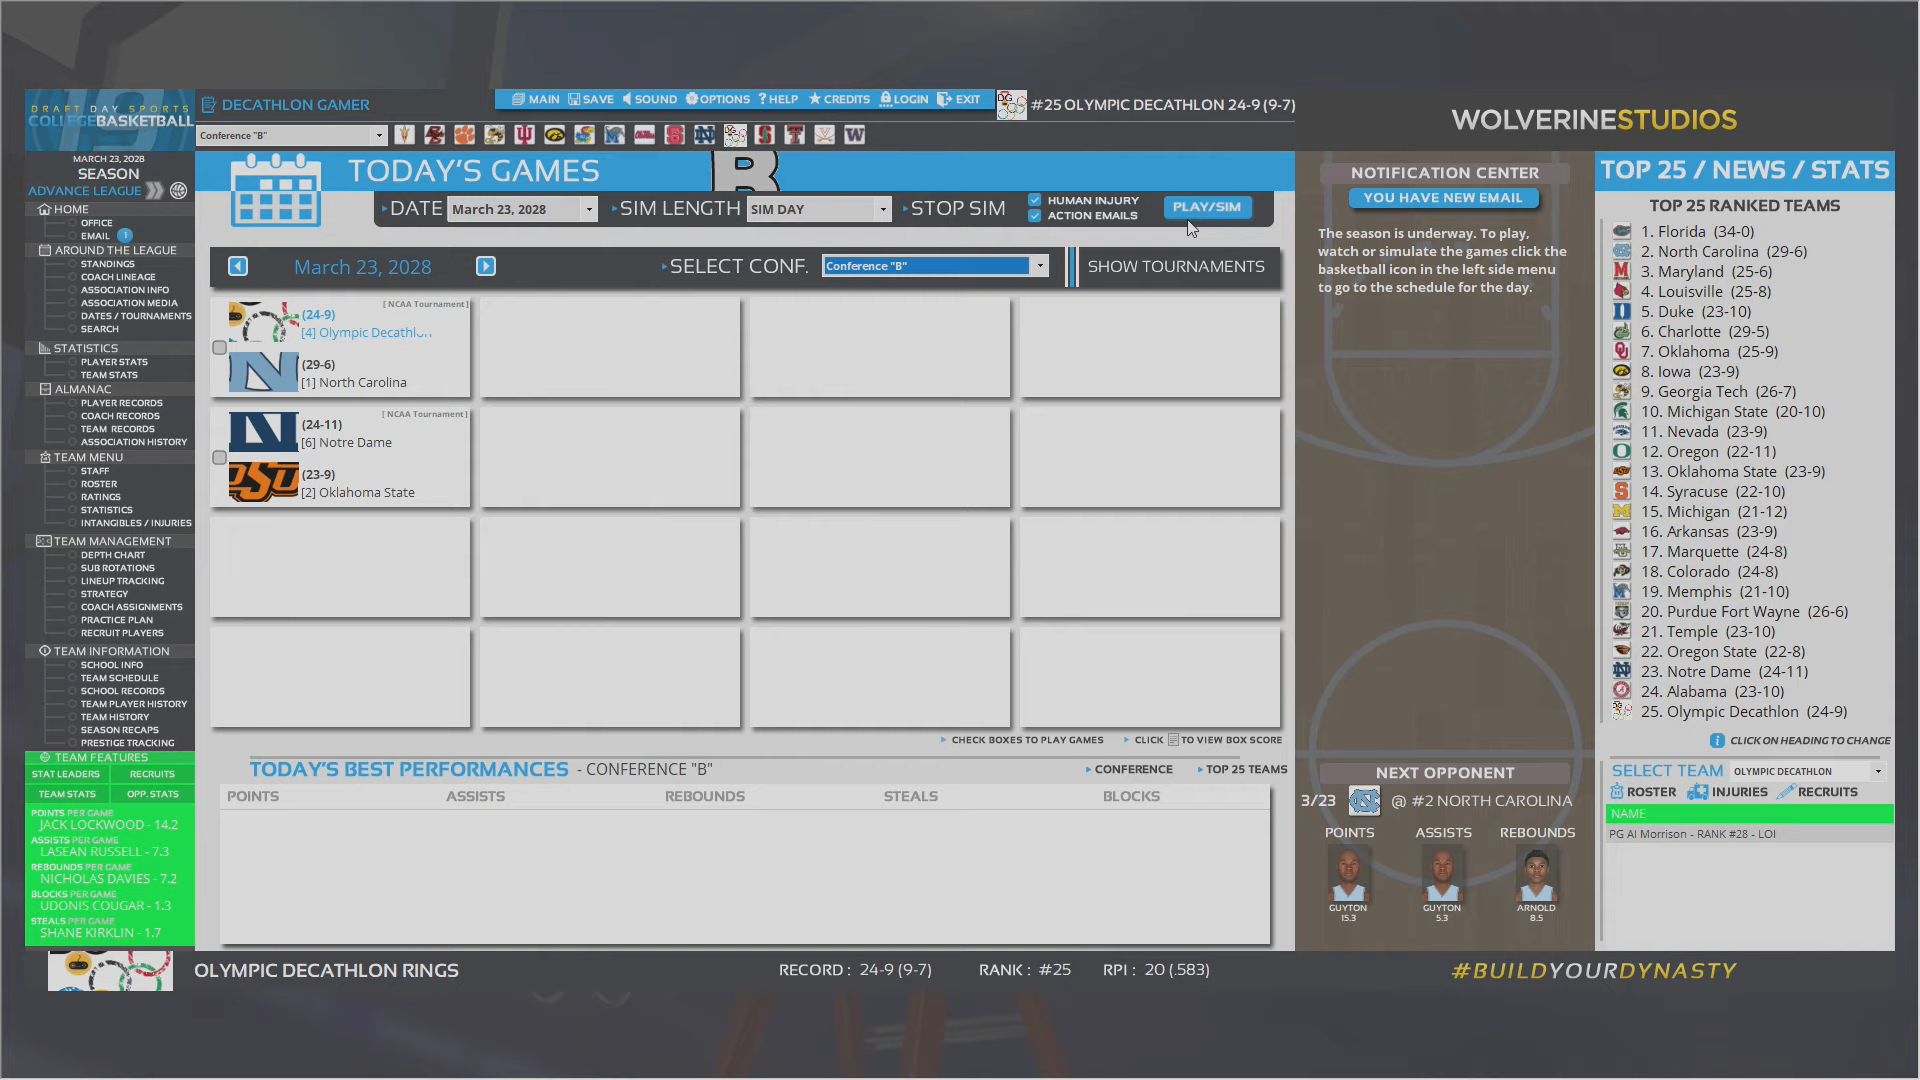 DRAFT DAY SPORTS
COLLEGEBASKETBALL
DECATHLON GAMER
MAIN SAVE SOUND OPTIONS HELP CREDITS LOGIN EXIT
#25 OLYMPIC DECATHLON 24-9 (9-7)
WOLVERINESTUDIOS
Conference "B"
MARCH 23, 2028
SEASON
ADVANCE LEAGUE
HOME
OFFICE
EMAIL 1
AROUND THE LEAGUE
STANDINGS
COACH LINEAGE
ASSOCIATION INFO
ASSOCIATION MEDIA
DATES / TOURNAMENTS
SEARCH
STATISTICS
PLAYER STATS
TEAM STATS
ALMANAC
PLAYER RECORDS
COACH RECORDS
TEAM RECORDS
ASSOCIATION HISTORY
TEAM MENU
STAFF
ROSTER
RATINGS
STATISTICS
INTANGIBLES / INJURIES
TEAM MANAGEMENT
DEPTH CHART
SUB ROTATIONS
LINEUP TRACKING
STRATEGY
COACH ASSIGNMENTS
PRACTICE PLAN
RECRUIT PLAYERS
TEAM INFORMATION
SCHOOL INFO
TEAM SCHEDULE
SCHOOL RECORDS
TEAM PLAYER HISTORY
TEAM HISTORY
SEASON RECAPS
PRESTIGE TRACKING
TEAM FEATURES
STAT LEADERS RECRUITS
TEAM STATS OPP. STATS
POINTS PER GAME
JACK LOCKWOOD - 14.2
ASSISTS PER GAME
LASEAN RUSSELL - 7.3
REBOUNDS PER GAME
NICHOLAS DAVIES - 7.2
BLOCKS PER GAME
UDONIS COUGAR - 1.3
STEALS PER GAME
SHANE KIRKLIN - 1.7
TODAY'S GAMES
B
DATE March 23, 2028 SIM LENGTH SIM DAY STOP SIM HUMAN INJURY
ACTION EMAILS
PLAY/SIM
March 23, 2028 SELECT CONF. Conference "B" SHOW TOURNAMENTS
[ NCAA Tournament ]
(24-9)
[4] Olympic Decathlon
(29-6)
[1] North Carolina
[ NCAA Tournament ]
(24-11)
[6] Notre Dame
(23-9)
[2] Oklahoma State
CHECK BOXES TO PLAY GAMES CLICK TO VIEW BOX SCORE
TODAY'S BEST PERFORMANCES - CONFERENCE "B" CONFERENCE TOP 25 TEAMS
POINTS ASSISTS REBOUNDS STEALS BLOCKS
NOTIFICATION CENTER
YOU HAVE NEW EMAIL
The season is underway. To play,
watch or simulate the games click the
basketball icon in the left side menu
to go to the schedule for the day.
NEXT OPPONENT
3/23 @ #2 NORTH CAROLINA
POINTS ASSISTS REBOUNDS
GUYTON GUYTON ARNOLD
15.3 5.3 8.5
TOP 25 / NEWS / STATS
TOP 25 RANKED TEAMS
1. Florida (34-0)
2. North Carolina (29-6)
3. Maryland (25-6)
4. Louisville (25-8)
5. Duke (23-10)
6. Charlotte (29-5)
7. Oklahoma (25-9)
8. Iowa (23-9)
9. Georgia Tech (26-7)
10. Michigan State (20-10)
11. Nevada (23-9)
12. Oregon (22-11)
13. Oklahoma State (23-9)
14. Syracuse (22-10)
15. Michigan (21-12)
16. Arkansas (23-9)
17. Marquette (24-8)
18. Colorado (24-8)
19. Memphis (21-10)
20. Purdue Fort Wayne (26-6)
21. Temple (23-10)
22. Oregon State (22-8)
23. Notre Dame (24-11)
24. Alabama (23-10)
25. Olympic Decathlon (24-9)
CLICK ON HEADING TO CHANGE
SELECT TEAM OLYMPIC DECATHLON
ROSTER INJURIES RECRUITS
NAME
PG Al Morrison - RANK #28 - LOI
OLYMPIC DECATHLON RINGS
RECORD : 24-9 (9-7) RANK : #25 RPI : 20 (.583)
#BUILDYOURDYNASTY